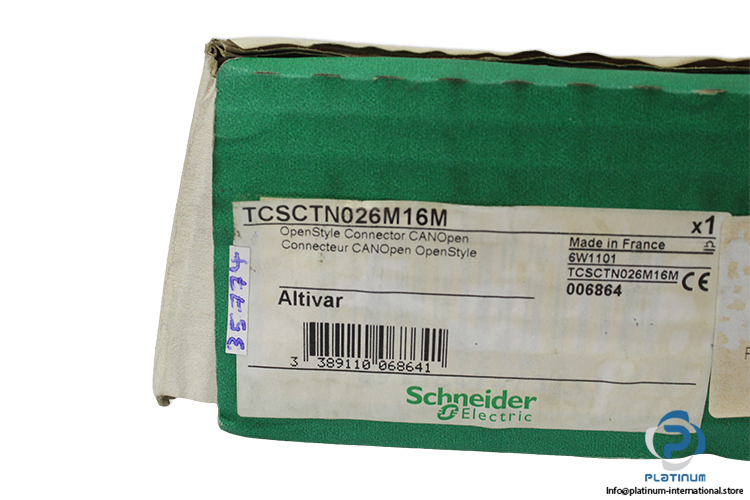 TCSCTN026M16M
x1
OpenStyle Connector CANOpen
Connecteur CANOpen OpenStyle
Made in France
6W1101
TCSCTN026M16M
CE
006864
Altivar
3 389110 068641
Schneider
Electric
PLATINUM
Info@platinum-international.store